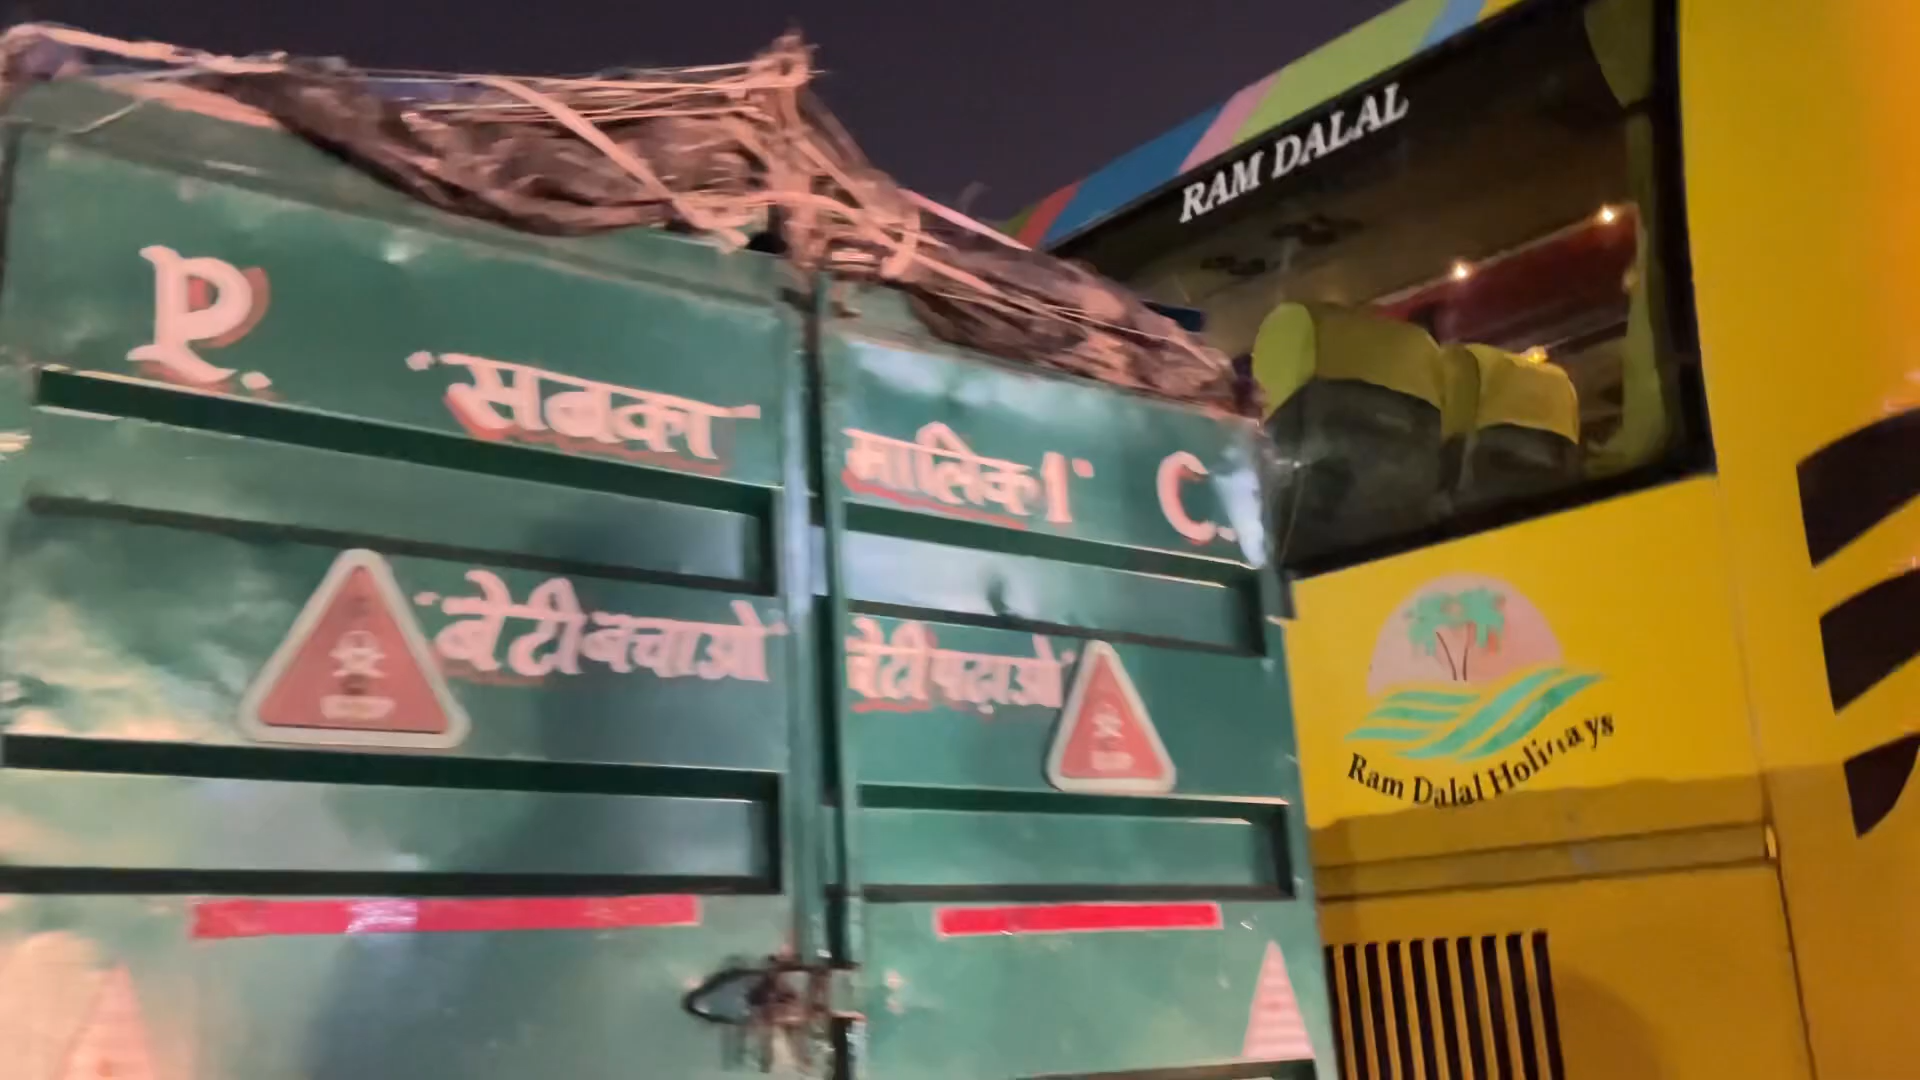 P.
"सबका मालिक 1" C.
"बेटी बचाओ" बेटी पढ़ाओ"
RAM DALAL
Ram Dalal Holidays